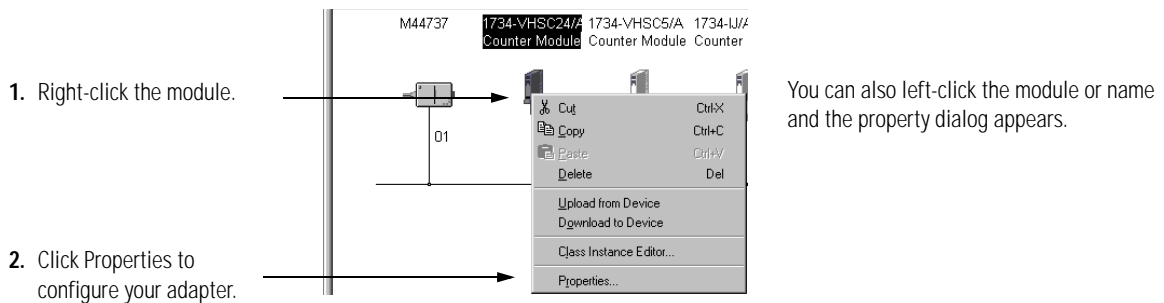 M44737
1734-VHSC24/A
Counter Module
1734-VHSC5/A
Counter Module
1734-IJ/A
Counter
1. Right-click the module.
01
Cut Ctrl+X
Copy Ctrl+C
Paste Ctrl+V
Delete Del
Upload from Device
Download to Device
Class Instance Editor...
Properties...
You can also left-click the module or name
and the property dialog appears.
2. Click Properties to
configure your adapter.